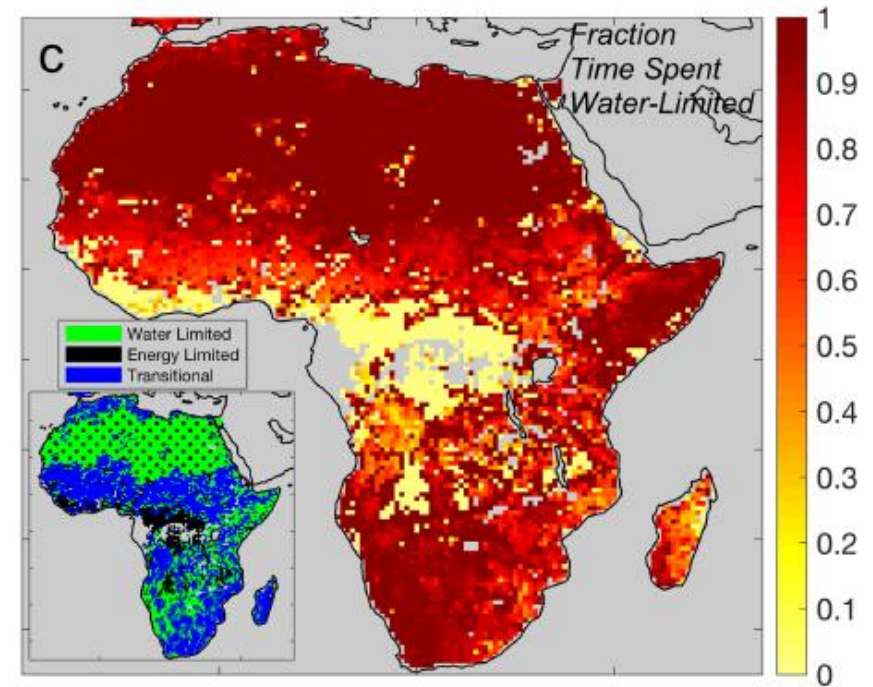 C
Fraction
Time Spent
Water-Limited
1
0.9
0.8
0.7
0.6
0.5
0.4
0.3
0.2
0.1
0
Water Limited
Energy Limited
Transitional